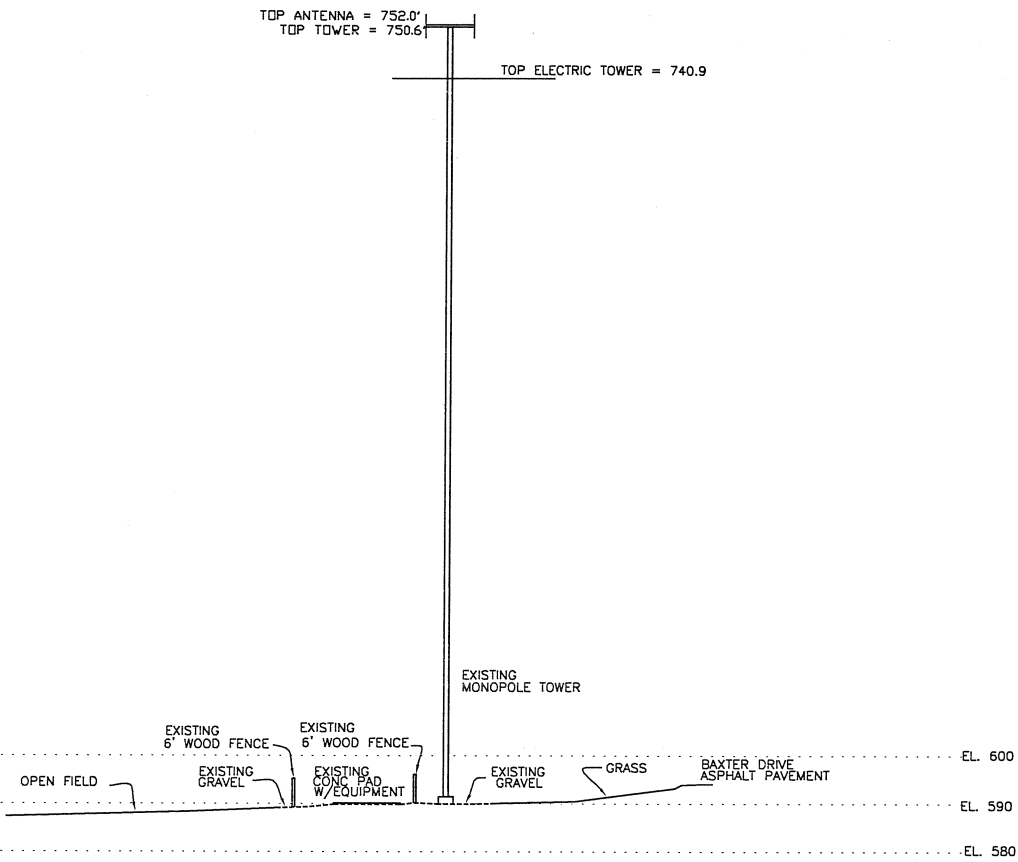 TOP ANTENNA = 752.0'
TOP TOWER = 750.6'
TOP ELECTRIC TOWER = 740.9
EXISTING
MONOPOLE TOWER
EXISTING
6' WOOD FENCE
EXISTING
6' WOOD FENCE
EL. 600
OPEN FIELD
EXISTING
GRAVEL
EXISTING
CONC PAD
W/EQUIPMENT
EXISTING
GRAVEL
GRASS
BAXTER DRIVE
ASPHALT PAVEMENT
EL. 590
EL. 580